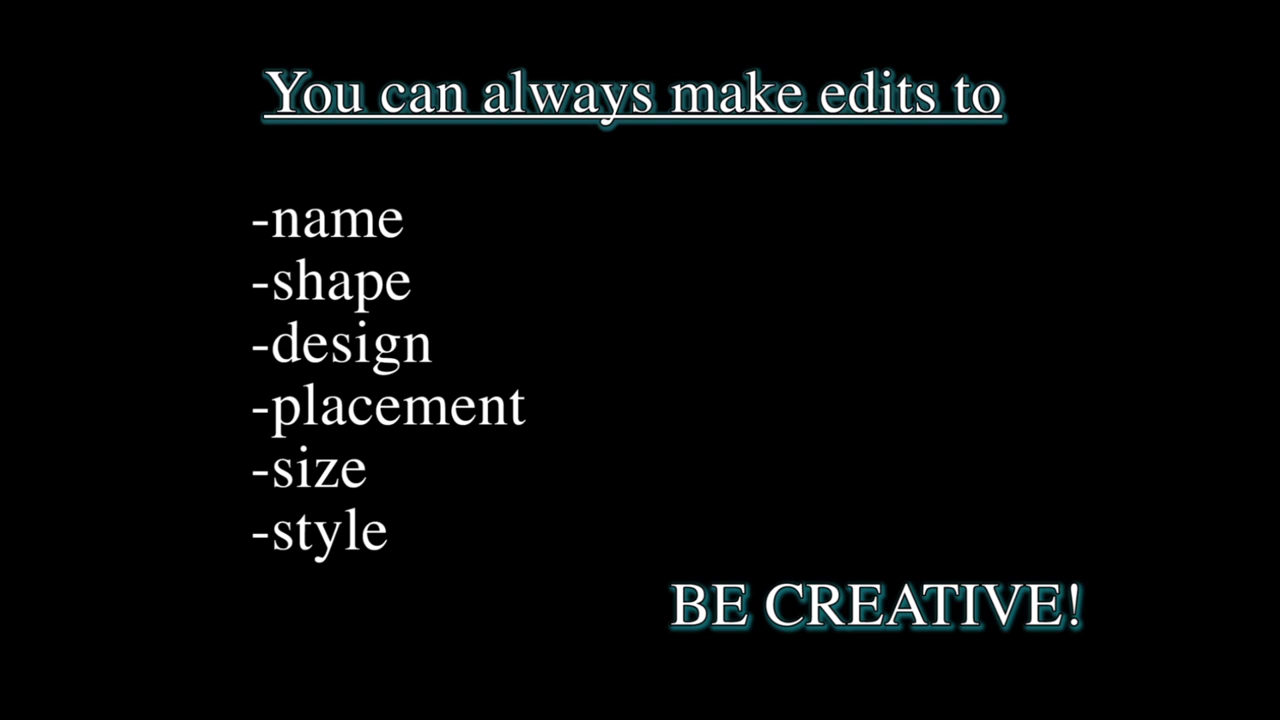 You can always make edits to
-name
-shape
-design
-placement
-size
-style
BE CREATIVE!